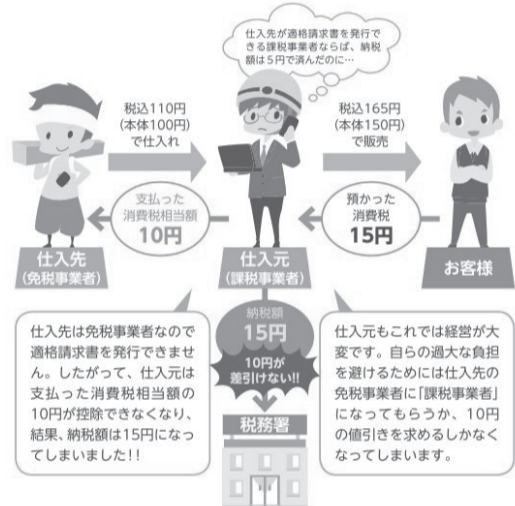 仕入先が適格請求書を発行で
きる課税事業者ならば、納税
額は5円で済んだのに…
税込110円
(本体100円)
で仕入れ
税込165円
(本体150円)
で販売
支払った
消費税相当額
10円
預かった
消費税
15円
仕入先
(免税事業者)
仕入元
(課税事業者)
お客様
納税額
15円
10円が
差引けない!!
税務署
仕入先は免税事業者なので
適格請求書を発行できませ
ん。したがって、仕入元は
支払った消費税相当額の
10円が控除できなくなり、
結果、納税額は15円になっ
てしまいました!!
仕入元もこれでは経営が大
変です。自らの過大な負担
を避けるためには仕入先の
免税事業者に「課税事業者」
になってもらうか、10円
の値引きを求めるしかなく
なってしまいます。